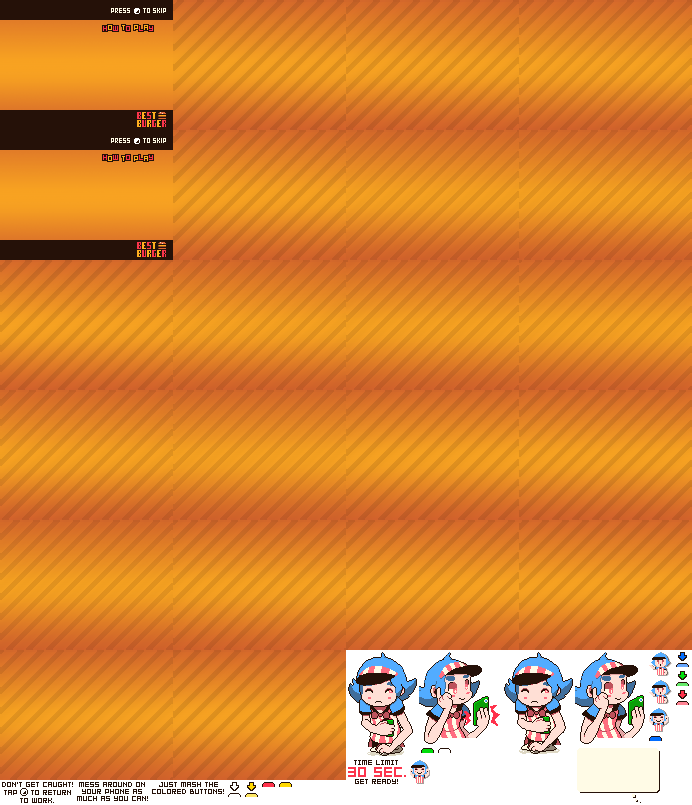 PRESS TO SKIP
HOW TO PLAY
BEST
BURGER
PRESS TO SKIP
HOW TO PLAY
BEST
BURGER
TIME LIMIT
30 SEC.
GET READY!
DON'T GET CAUGHT!
TAP TO RETURN
TO WORK.
MESS AROUND ON
YOUR PHONE AS
MUCH AS YOU CAN!
JUST MASH THE
COLORED BUTTONS!